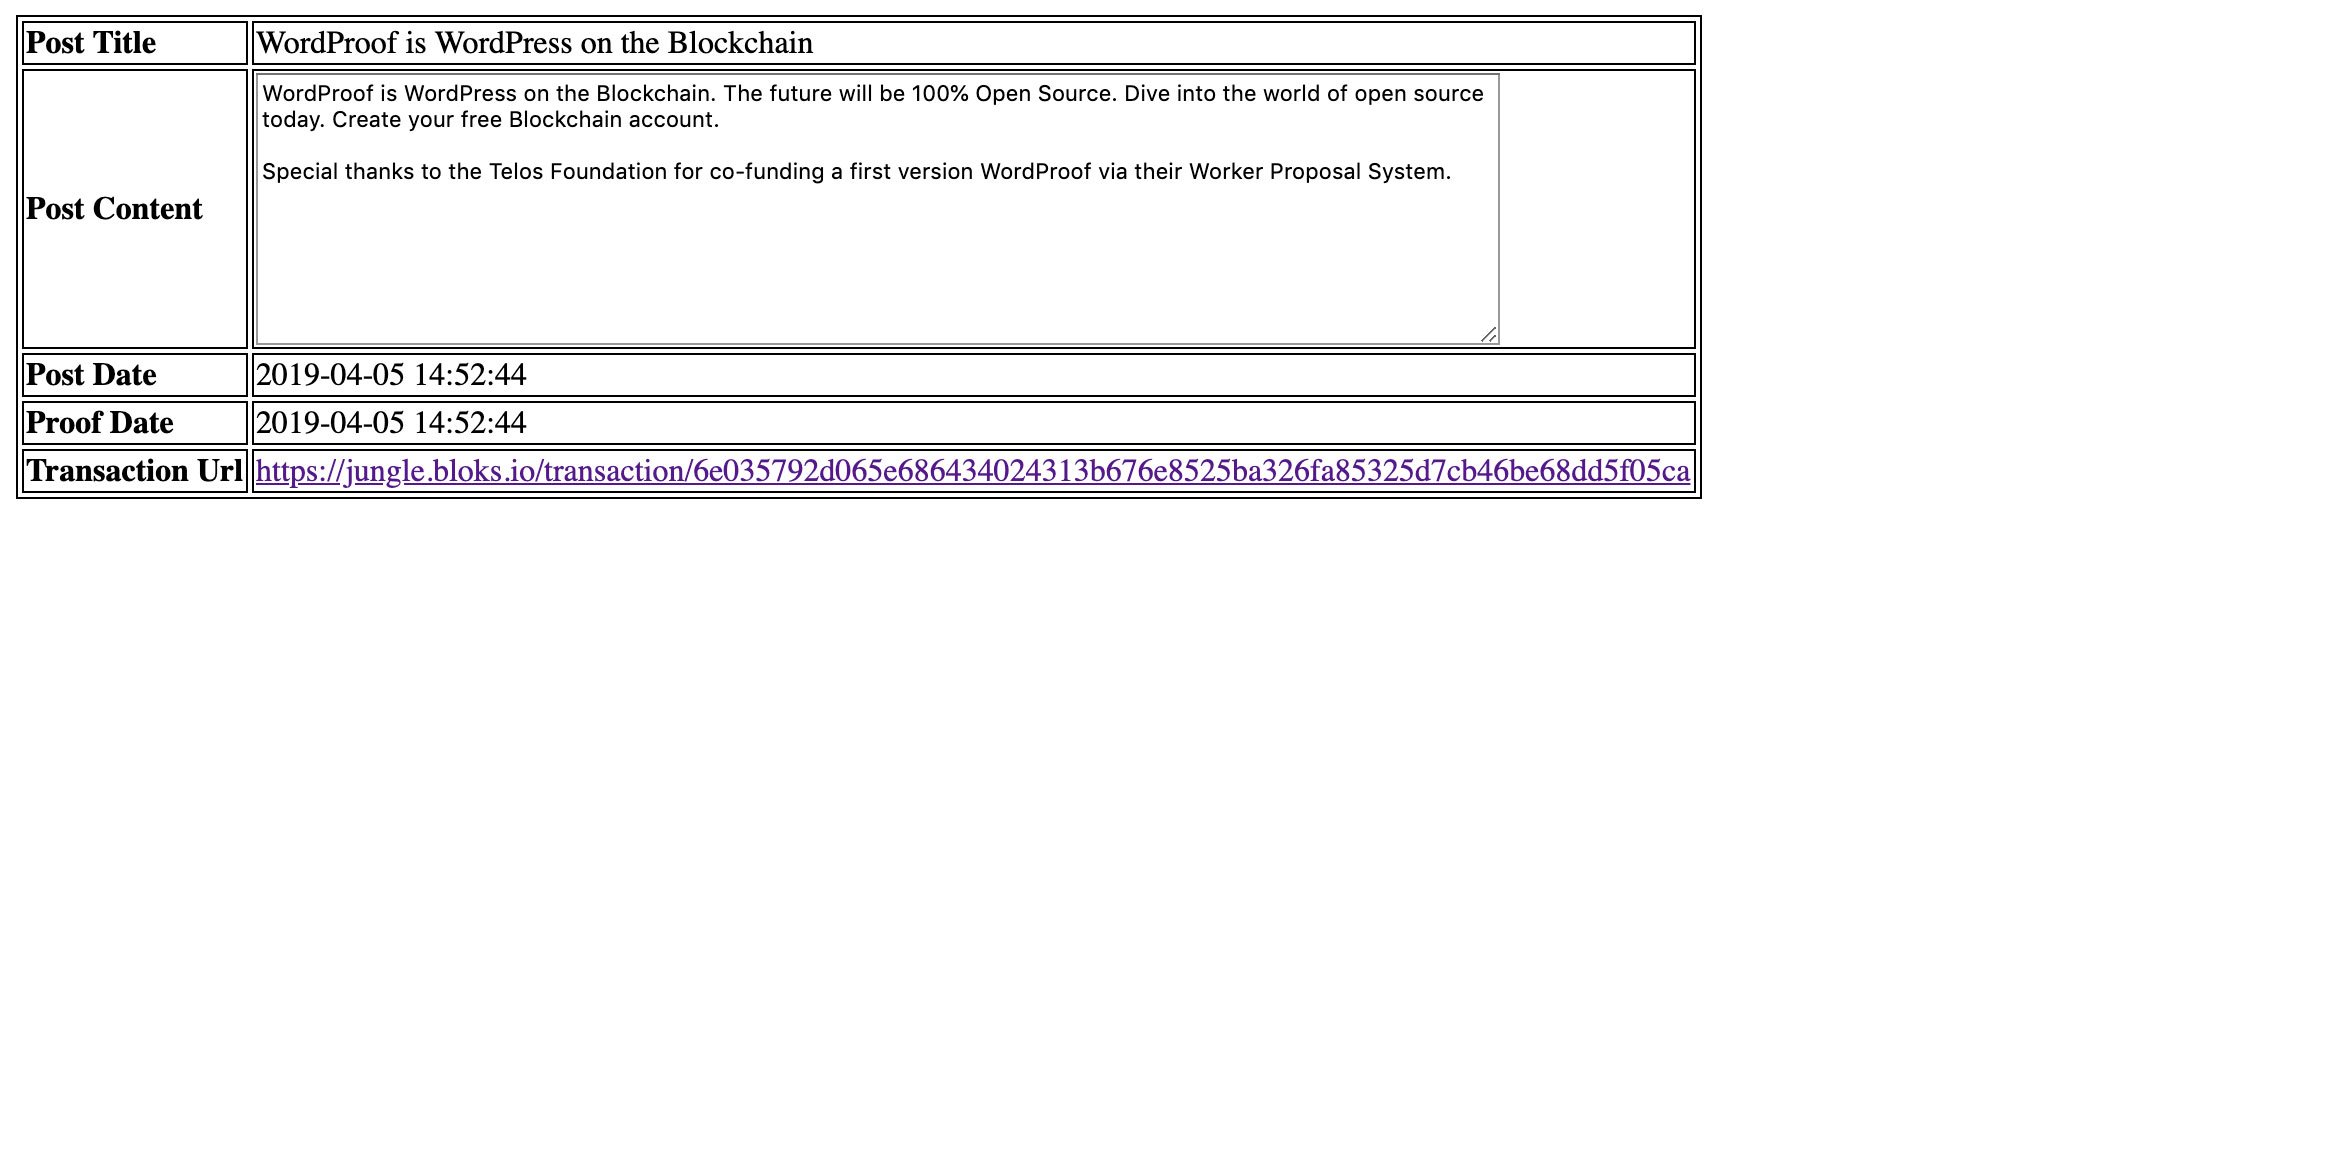 Post Title
WordProof is WordPress on the Blockchain
Post Content
WordProof is WordPress on the Blockchain. The future will be 100% Open Source. Dive into the world of open source
today. Create your free Blockchain account.
Special thanks to the Telos Foundation for co-funding a first version WordProof via their Worker Proposal System.
Post Date
2019-04-05 14:52:44
Proof Date
2019-04-05 14:52:44
Transaction Url
https://jungle.bloks.io/transaction/6e035792d065e686434024313b676e8525ba326fa85325d7cb46be68dd5f05ca